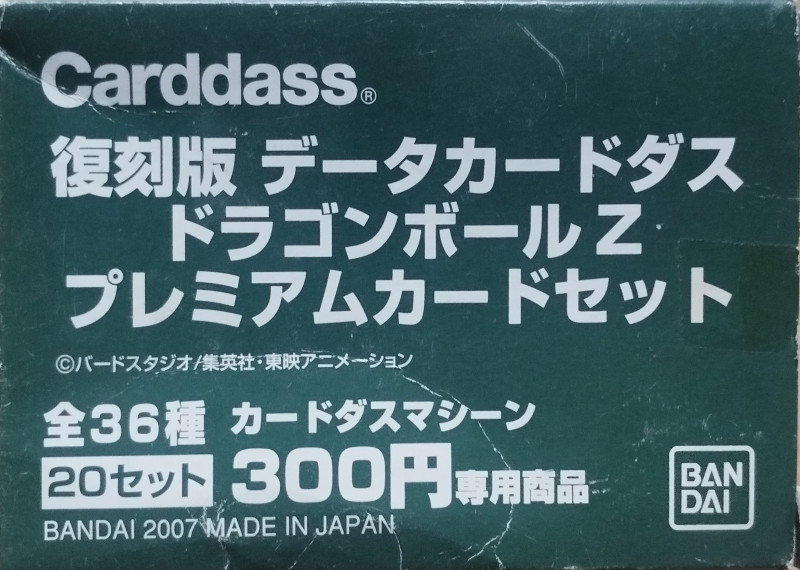 Carddass®
復刻版 データカードダス
ドラゴンボールZ
プレミアムカードセット
©バードスタジオ/集英社・東映アニメーション
全36種 カードダスマシーン
20セット 300円専用商品
BANDAI 2007 MADE IN JAPAN
BAN
DAI